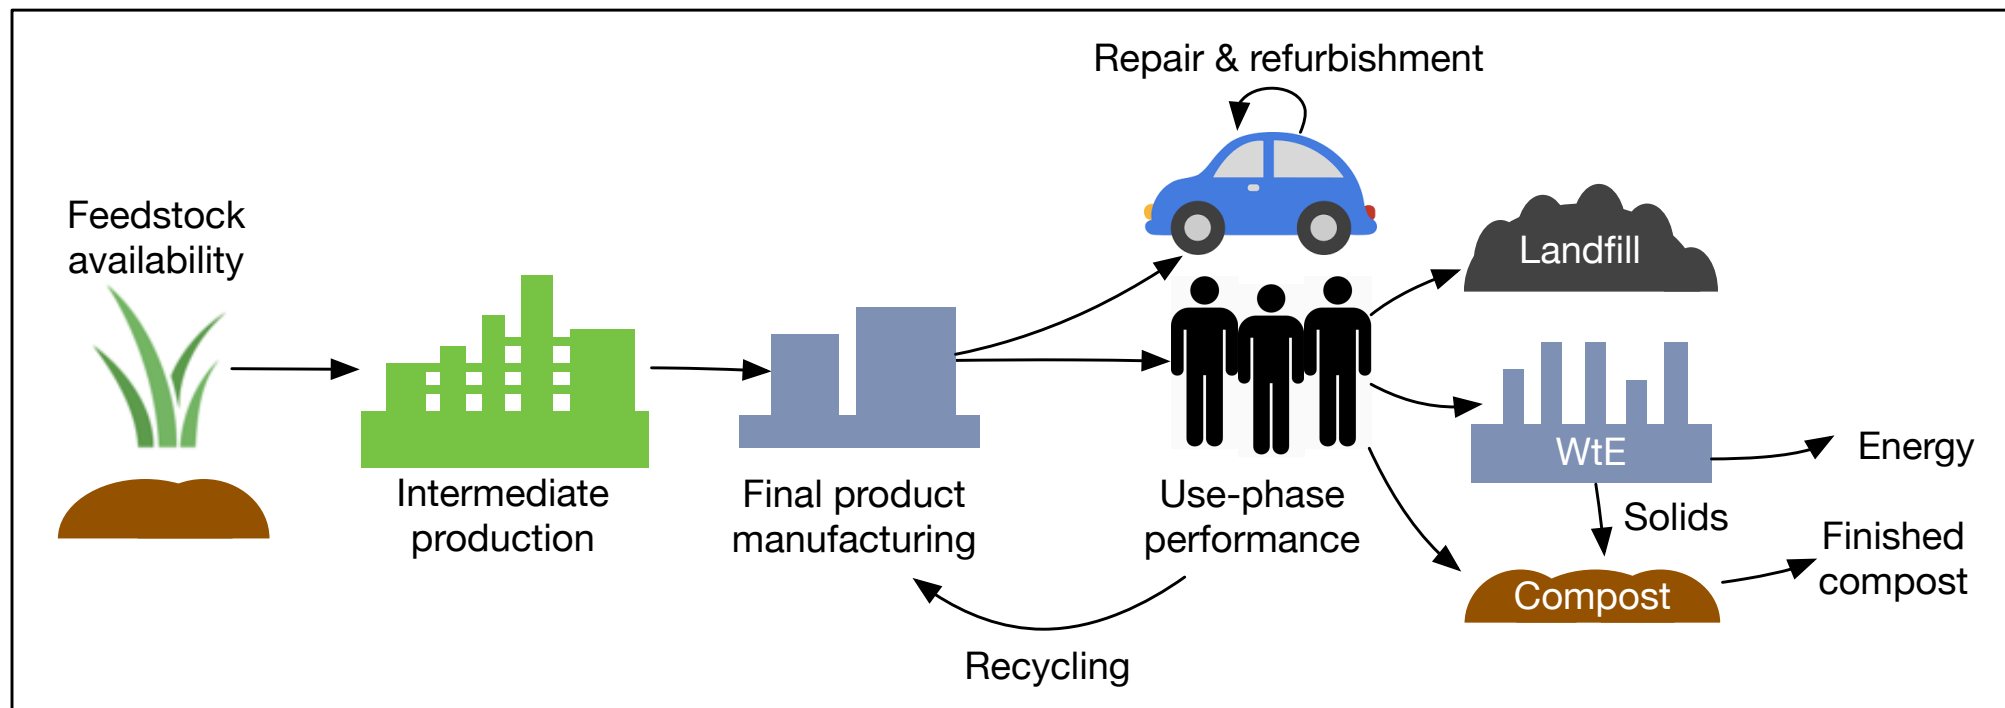 Repair & refurbishment
Feedstock
availability
Landfill
WtE
Energy
Intermediate
production
Final product
manufacturing
Use-phase
performance
Solids
Finished
compost
Compost
Recycling